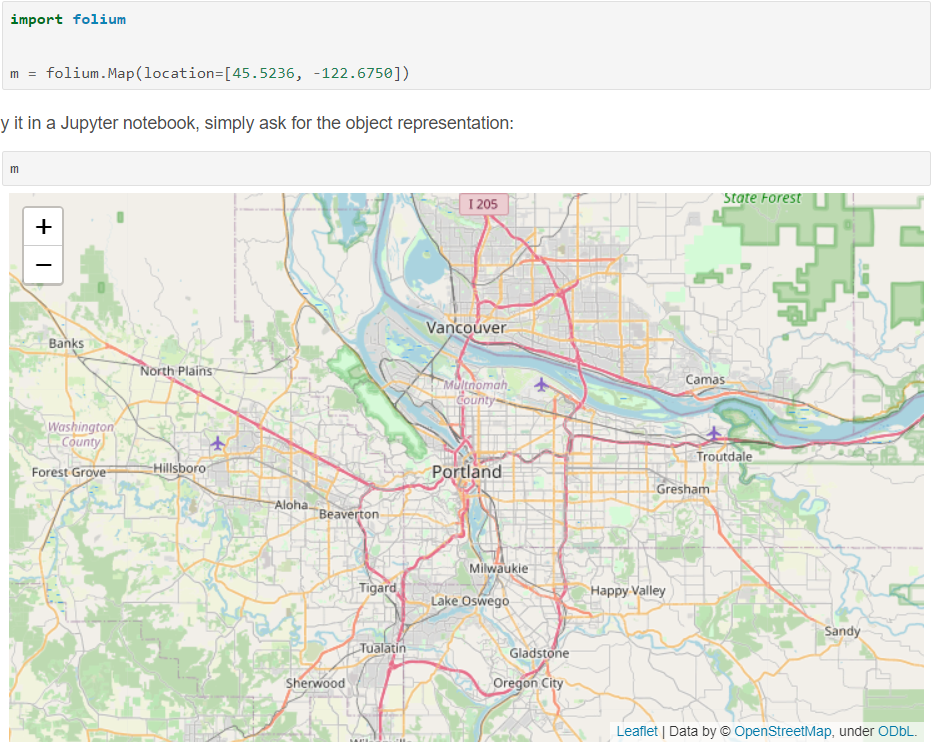 import folium
m = folium.Map(location=[45.5236, -122.6750])
y it in a Jupyter notebook, simply ask for the object representation:
m
State Forest
I 205
+
−
Vancouver
Banks
North Plains
Camas
Multnomah
County
Washington
County
Troutdale
Forest Grove
Hillsboro
Portland
Gresham
Aloha
Beaverton
Milwaukie
Tigard
Happy Valley
Lake Oswego
Sandy
Tualatin
Gladstone
Sherwood
Oregon City
Leaflet | Data by © OpenStreetMap, under ODbL.